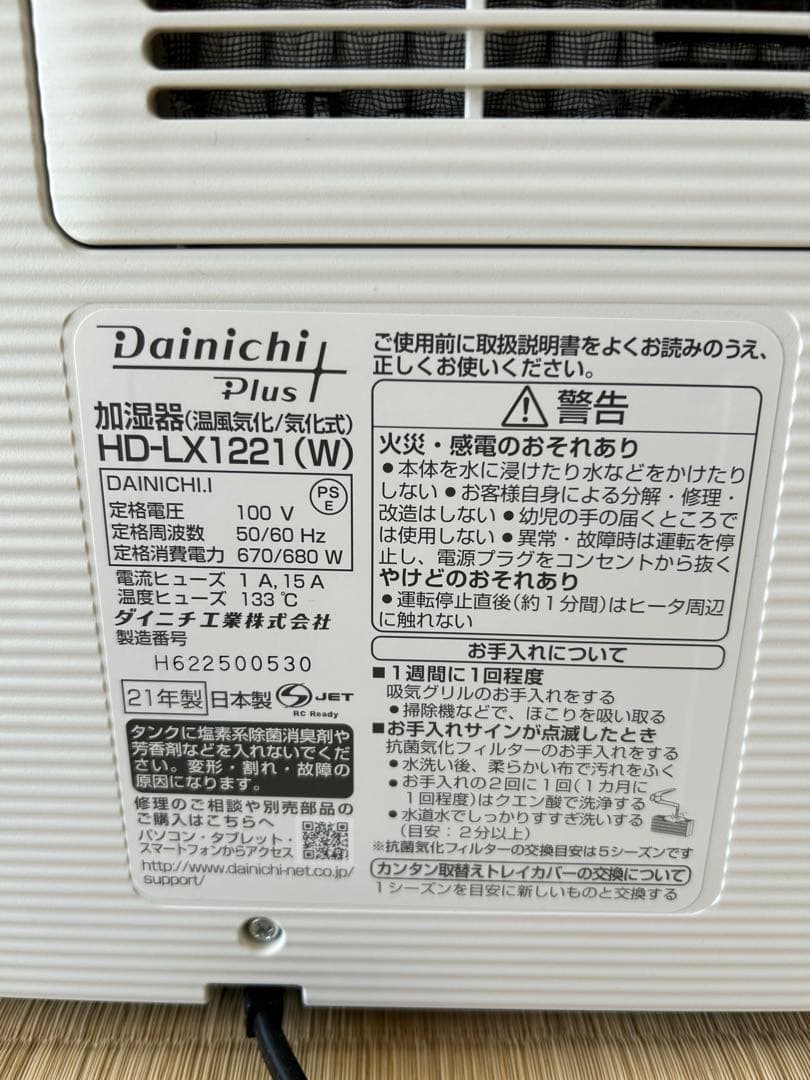 Dainichi
Plus
加湿器(温風気化/気化式)
HD-LX1221(W)
DAINICHI.I
PS
E
定格電圧 100 V
定格周波数 50/60 Hz
定格消費電力 670/680 W
電流ヒューズ 1 A,15 A
温度ヒューズ 133 ℃
ダイニチ工業株式会社
製造番号
H622500530
21年製 日本製 S JET
RC Ready
タンクに塩素系除菌消臭剤や
芳香剤などを入れないでくだ
さい。変形・割れ・故障の
原因になります。
修理のご相談や別売部品の
ご購入はこちらへ
パソコン・タブレット・
スマートフォンからアクセス
http://www.dainichi-net.co.jp/
support/
ご使用前に取扱説明書をよくお読みのうえ、
正しくお使いください。
警告
火災・感電のおそれあり
●本体を水に浸けたり水などをかけたり
しない ●お客様自身による分解・修理・
改造はしない ●幼児の手の届くところで
は使用しない ●異常・故障時は運転を停
止し、電源プラグをコンセントから抜く
やけどのおそれあり
●運転停止直後(約1分間)はヒータ周辺
に触れない
お手入れについて
■1週間に1回程度
吸気グリルのお手入れをする
●掃除機などで、ほこりを吸い取る
■お手入れサインが点滅したとき
抗菌気化フィルターのお手入れをする
●水洗い後、柔らかい布で汚れをふく
●お手入れの2回に1回(1カ月に
1回程度)はクエン酸で洗浄する
●水道水でしっかりすすぎ洗いする
(目安:2分以上)
※抗菌気化フィルターの交換目安は5シーズンです
カンタン取替えトレイカバーの交換について
1シーズンを目安に新しいものと交換する